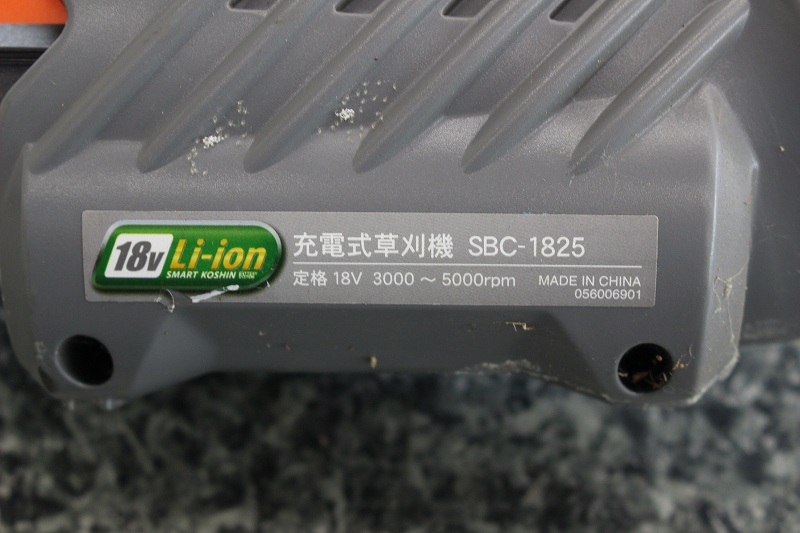 18v Li-ion
SMART KOSHIN
充電式草刈機 SBC-1825
定格 18V 3000 ～ 5000rpm
MADE IN CHINA
056006901